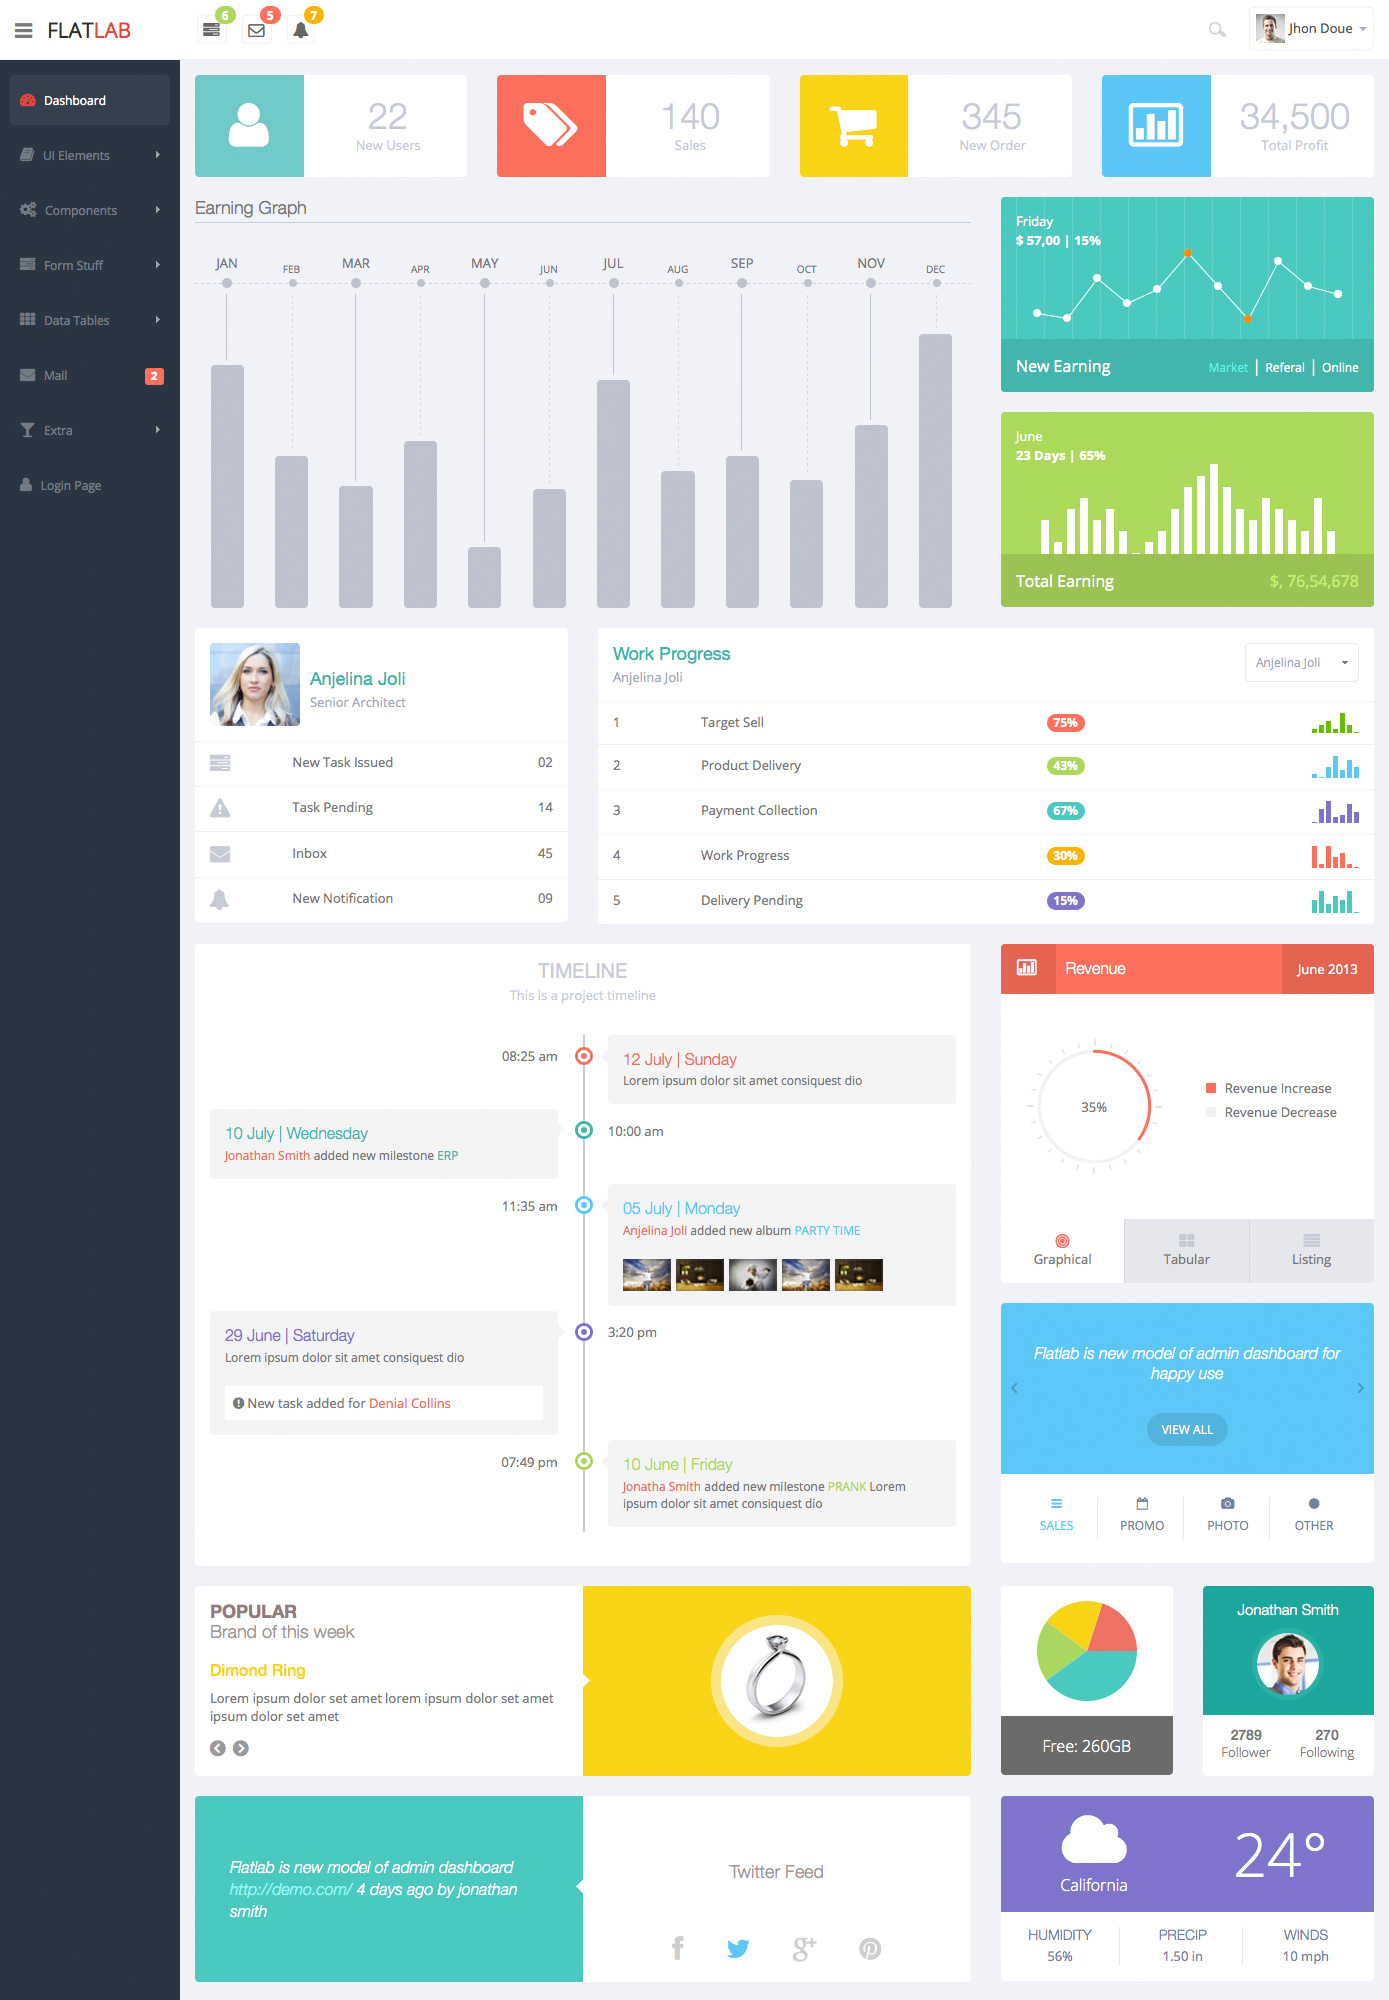 FLATLAB
6
5
7
Jhon Doue
Dashboard
UI Elements
Components
Form Stuff
Data Tables
Mail
2
Extra
Login Page
22
New Users
140
Sales
345
New Order
34,500
Total Profit
Earning Graph
JAN
FEB
MAR
APR
MAY
JUN
JUL
AUG
SEP
OCT
NOV
DEC
Friday
$ 57,00 | 15%
New Earning
Market | Referal | Online
June
23 Days | 65%
Total Earning
$, 76,54,678
Anjelina Joli
Senior Architect
New Task Issued 02
Task Pending 14
Inbox 45
New Notification 09
Work Progress
Anjelina Joli
Anjelina Joli
1 Target Sell 75%
2 Product Delivery 43%
3 Payment Collection 67%
4 Work Progress 30%
5 Delivery Pending 15%
TIMELINE
This is a project timeline
08:25 am
12 July | Sunday
Lorem ipsum dolor sit amet consiquest dio
10 July | Wednesday
Jonathan Smith added new milestone ERP
10:00 am
11:35 am
05 July | Monday
Anjelina Joli added new album PARTY TIME
29 June | Saturday
Lorem ipsum dolor sit amet consiquest dio
New task added for Denial Collins
3:20 pm
07:49 pm
10 June | Friday
Jonatha Smith added new milestone PRANK Lorem
ipsum dolor sit amet consiquest dio
Revenue
June 2013
35%
Revenue Increase
Revenue Decrease
Graphical
Tabular
Listing
Flatlab is new model of admin dashboard for
happy use
VIEW ALL
SALES
PROMO
PHOTO
OTHER
POPULAR
Brand of this week
Dimond Ring
Lorem ipsum dolor set amet lorem ipsum dolor set amet
ipsum dolor set amet
Free: 260GB
Jonathan Smith
2789
Follower
270
Following
Flatlab is new model of admin dashboard
http://demo.com/ 4 days ago by jonathan
smith
Twitter Feed
California
24°
HUMIDITY
56%
PRECIP
1.50 in
WINDS
10 mph